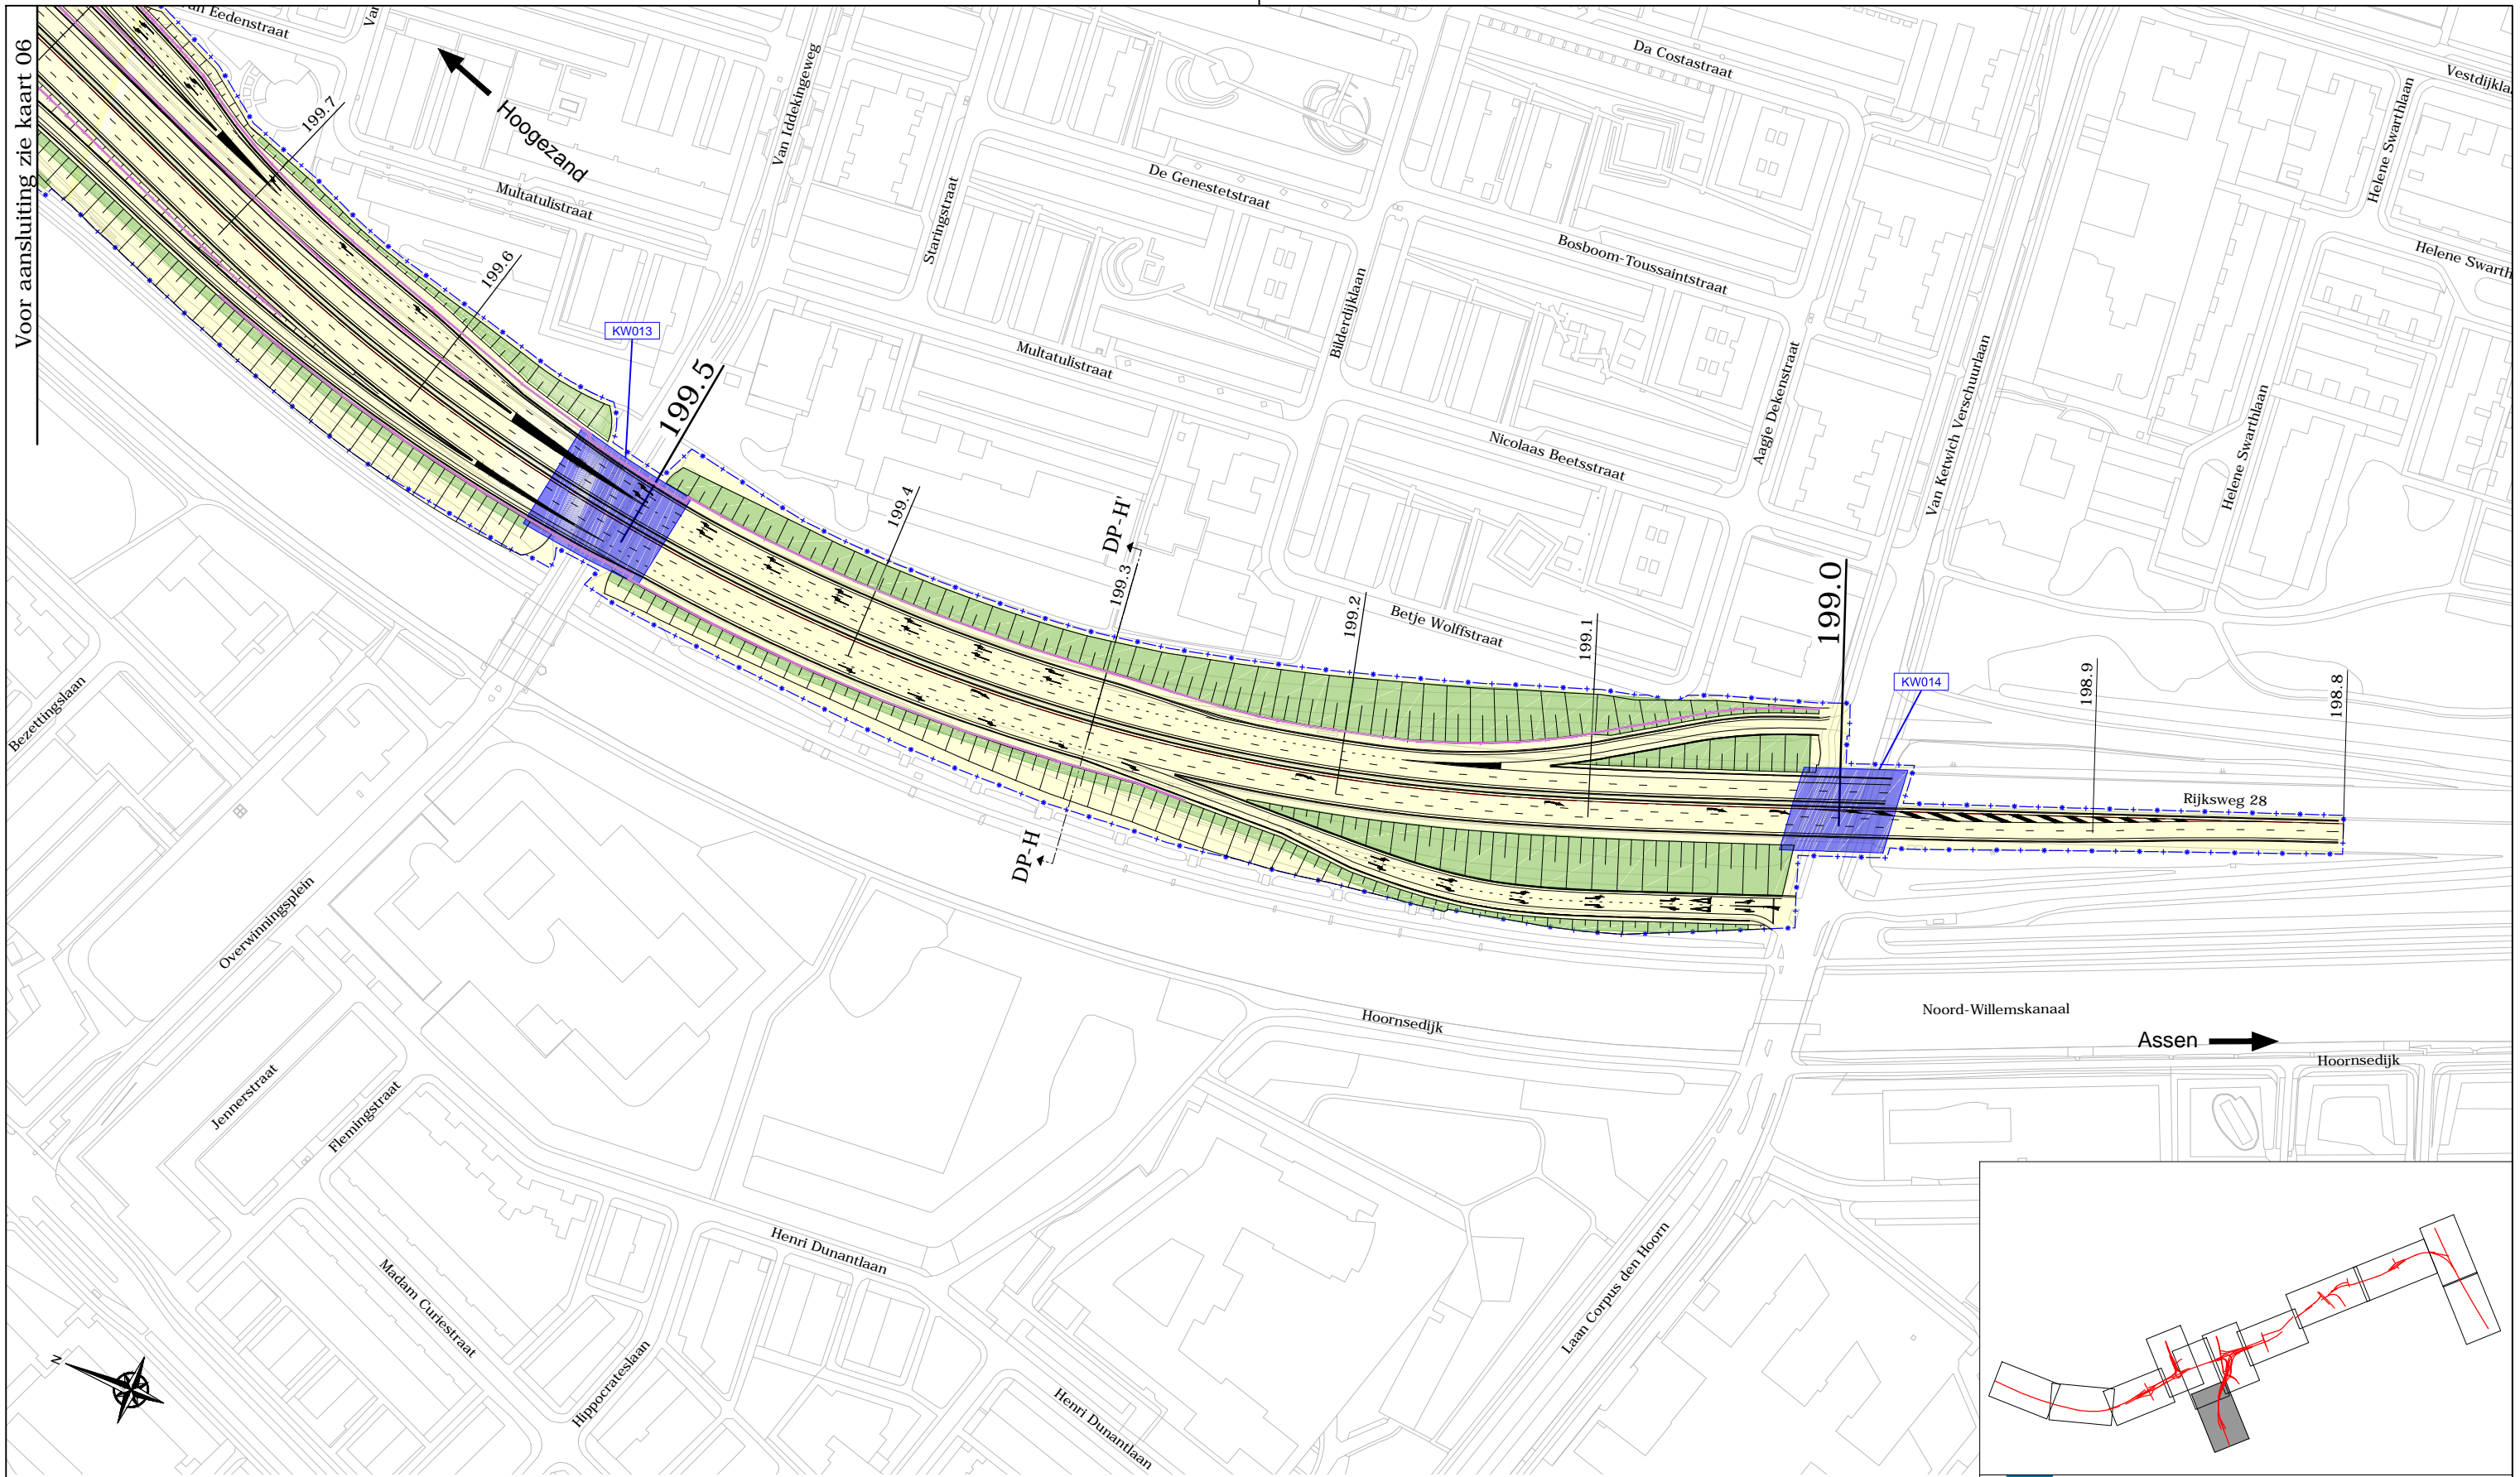 Voor aansluiting zie kaart 06
Eedenstraat
Van
Hoogezand
199.7
Multatulistraat
199.6
Van Iddekingeweg
Staringstraat
De Genestetstraat
Da Costastraat
Vestdijkla
Helene Swarthlaan
Helene Swarth
Bosboom-Toussaintstraat
Bilderdijklaan
Multatulistraat
KW013
199.5
Nicolaas Beetsstraat
Aagje Dekenstraat
Van Ketwich Verschuurlaan
Helene Swarthlaan
199.4
DP-H'
199.3
199.2
Betje Wolffstraat
199.1
199.0
KW014
198.9
198.8
Rijksweg 28
DP-H
Bezettingslaan
Overwinningsplein
Jennerstraat
Flemingstraat
Hoornsedijk
Noord-Willemskanaal
Assen
Hoornsedijk
Henri Dunantlaan
Madam Curiestraat
Hippocrateslaan
Henri Dunantlaan
Laan Corpus den Hoorn
N